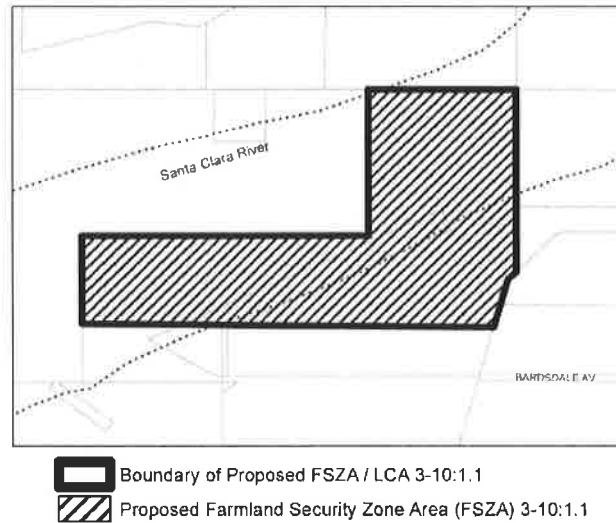 Santa Clara River
BARDSDALE AV
Boundary of Proposed FSZA / LCA 3-10:1.1
Proposed Farmland Security Zone Area (FSZA) 3-10:1.1